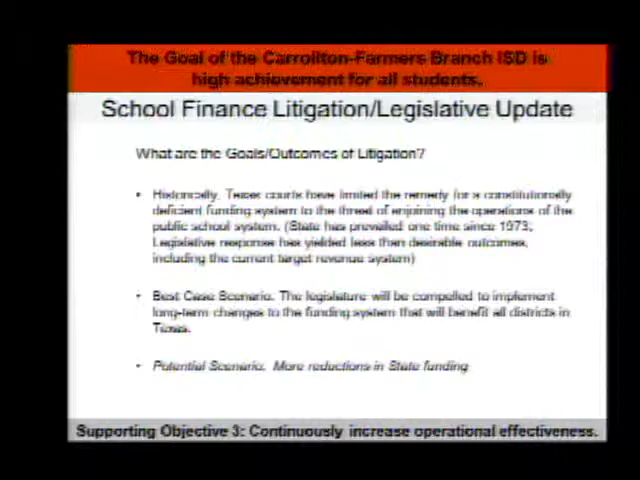 The Goal of the Carrollton-Farmers Branch ISD is
high achievement for all students.
School Finance Litigation/Legislative Update
What are the Goals/Outcomes of Litigation?
• Historically, Texas courts have limited the remedy for a constitutionally
deficient funding system to the threat of enjoining the operations of the
public school system. (State has prevailed one time since 1973;
Legislative response has yielded less than desirable outcomes,
including the current target revenue system)
• Best Case Scenario. The legislature will be compelled to implement
long-term changes to the funding system that will benefit all districts in
Texas.
• Potential Scenario. More reductions in State funding
Supporting Objective 3: Continuously increase operational effectiveness.